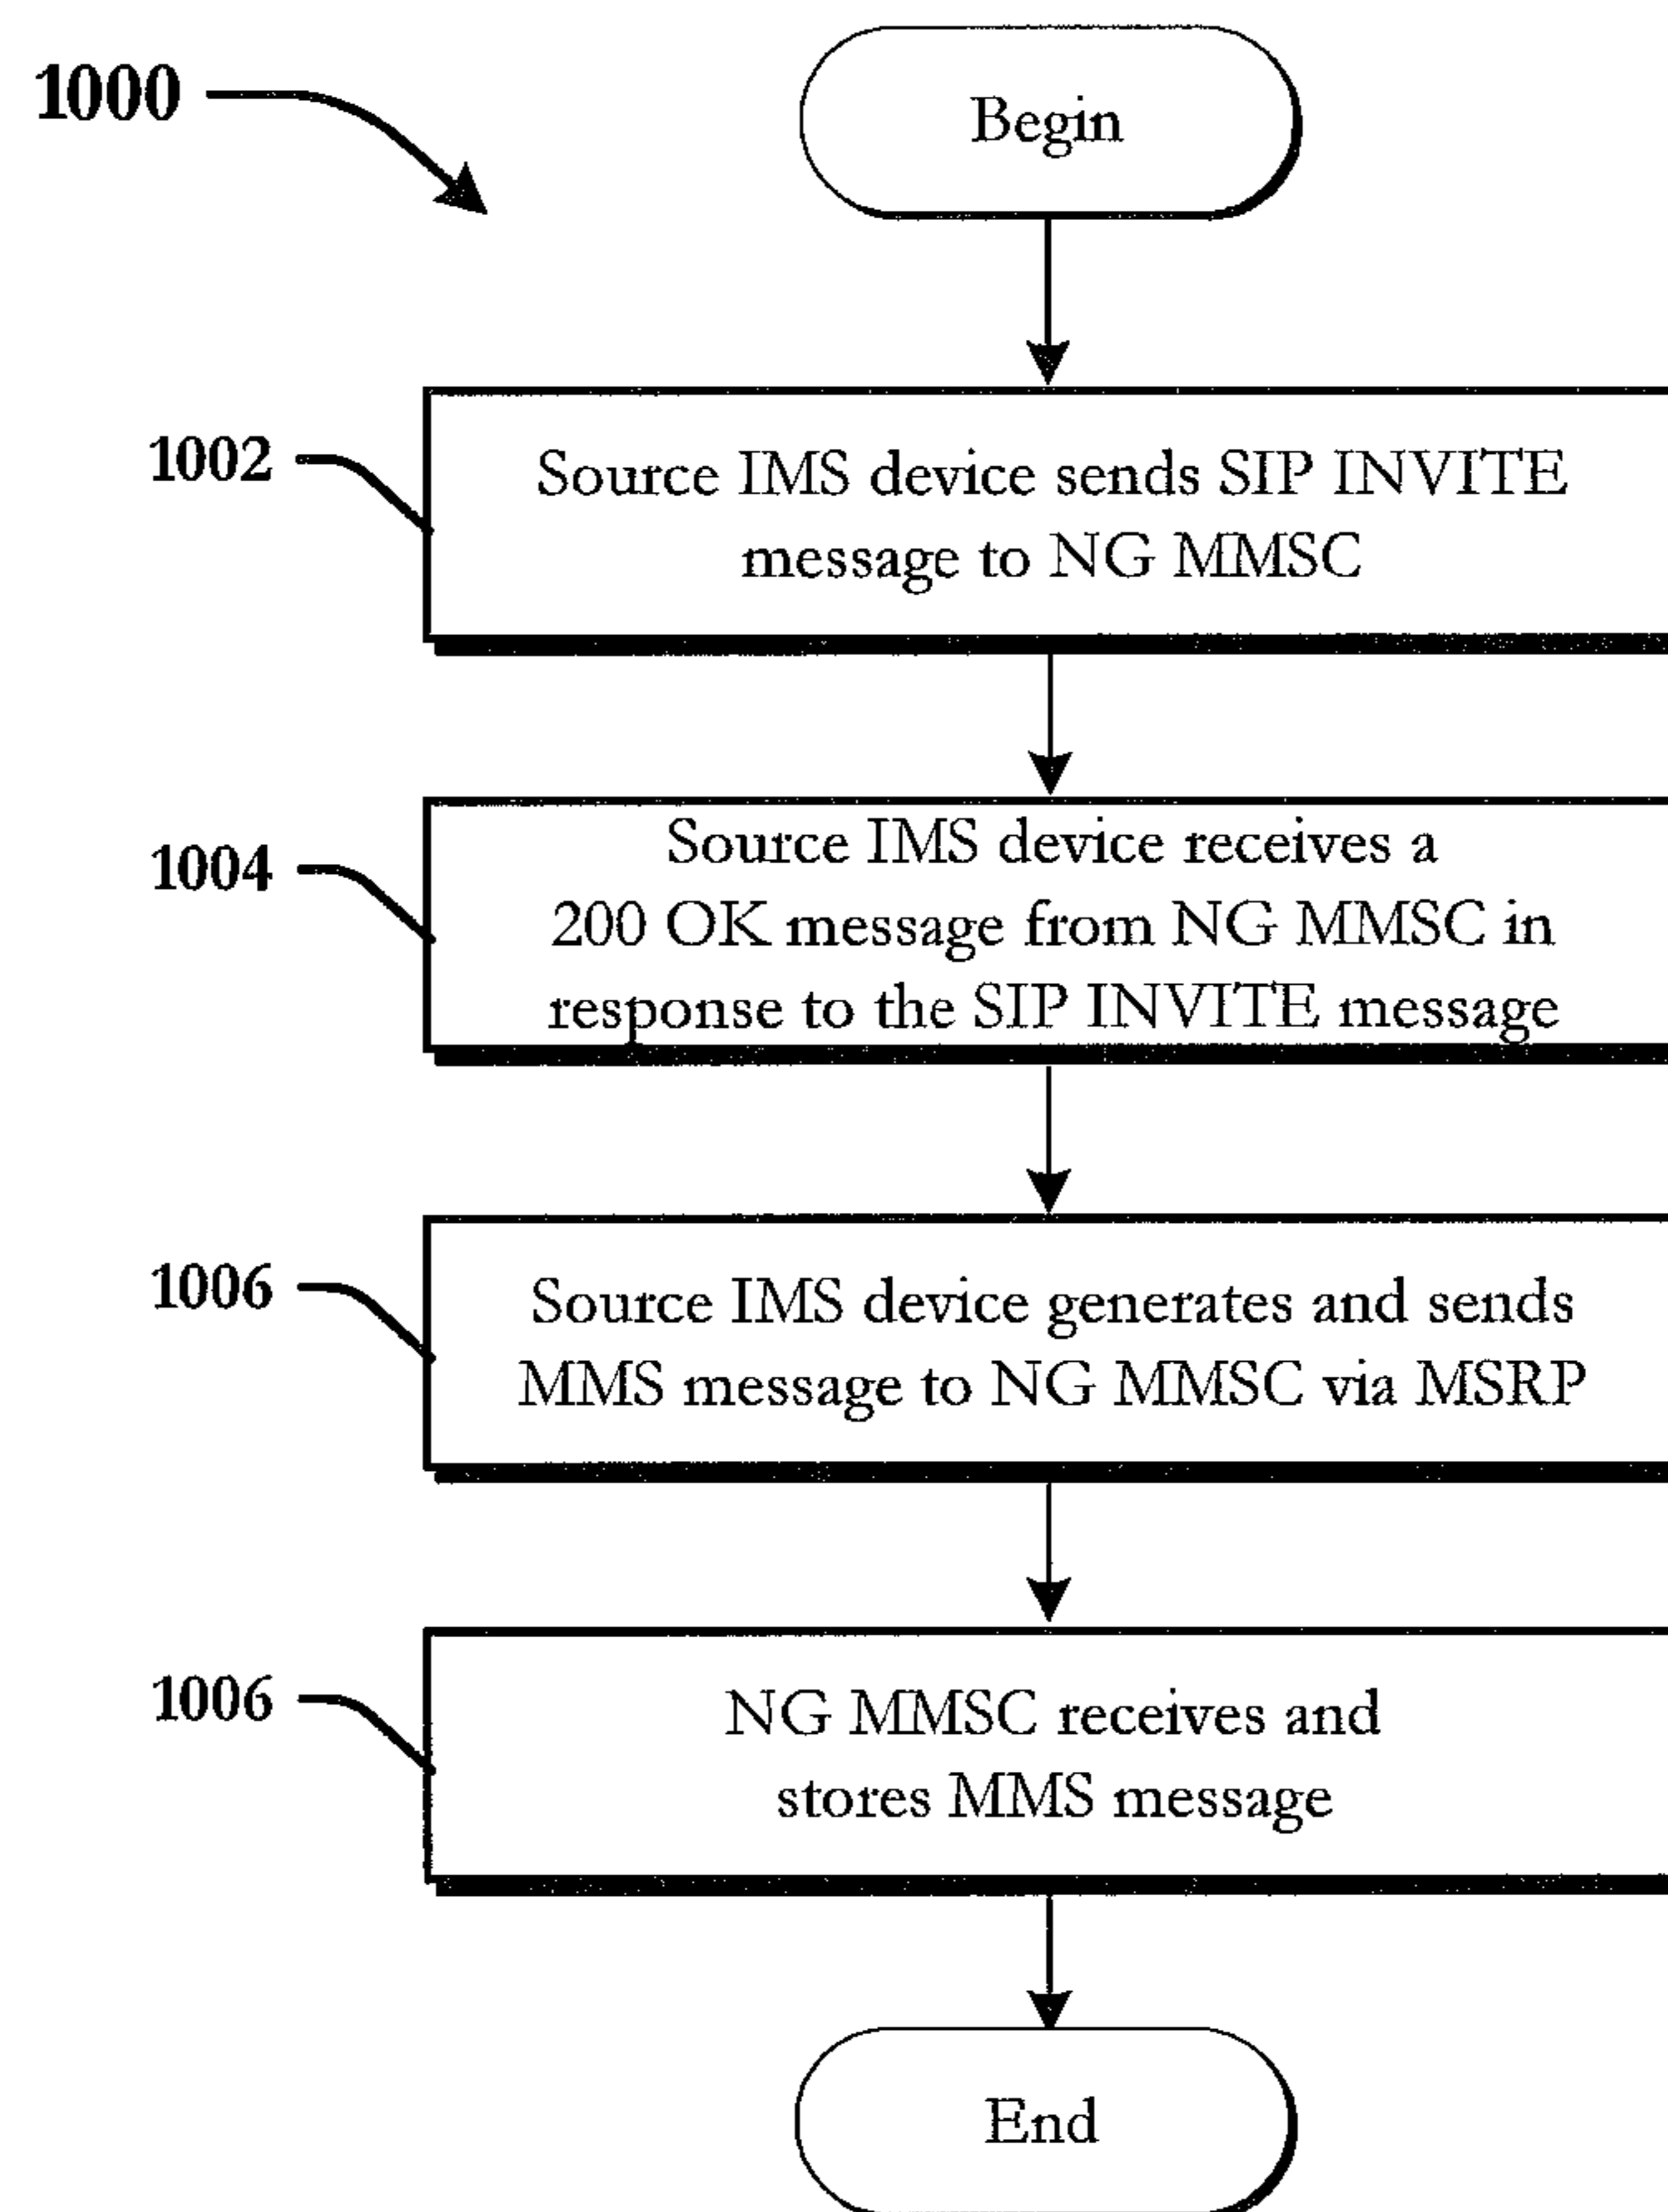 1000
Begin
1002
Source IMS device sends SIP INVITE
message to NG MMSC
1004
Source IMS device receives a
200 OK message from NG MMSC in
response to the SIP INVITE message
1006
Source IMS device generates and sends
MMS message to NG MMSC via MSRP
1006
NG MMSC receives and
stores MMS message
End